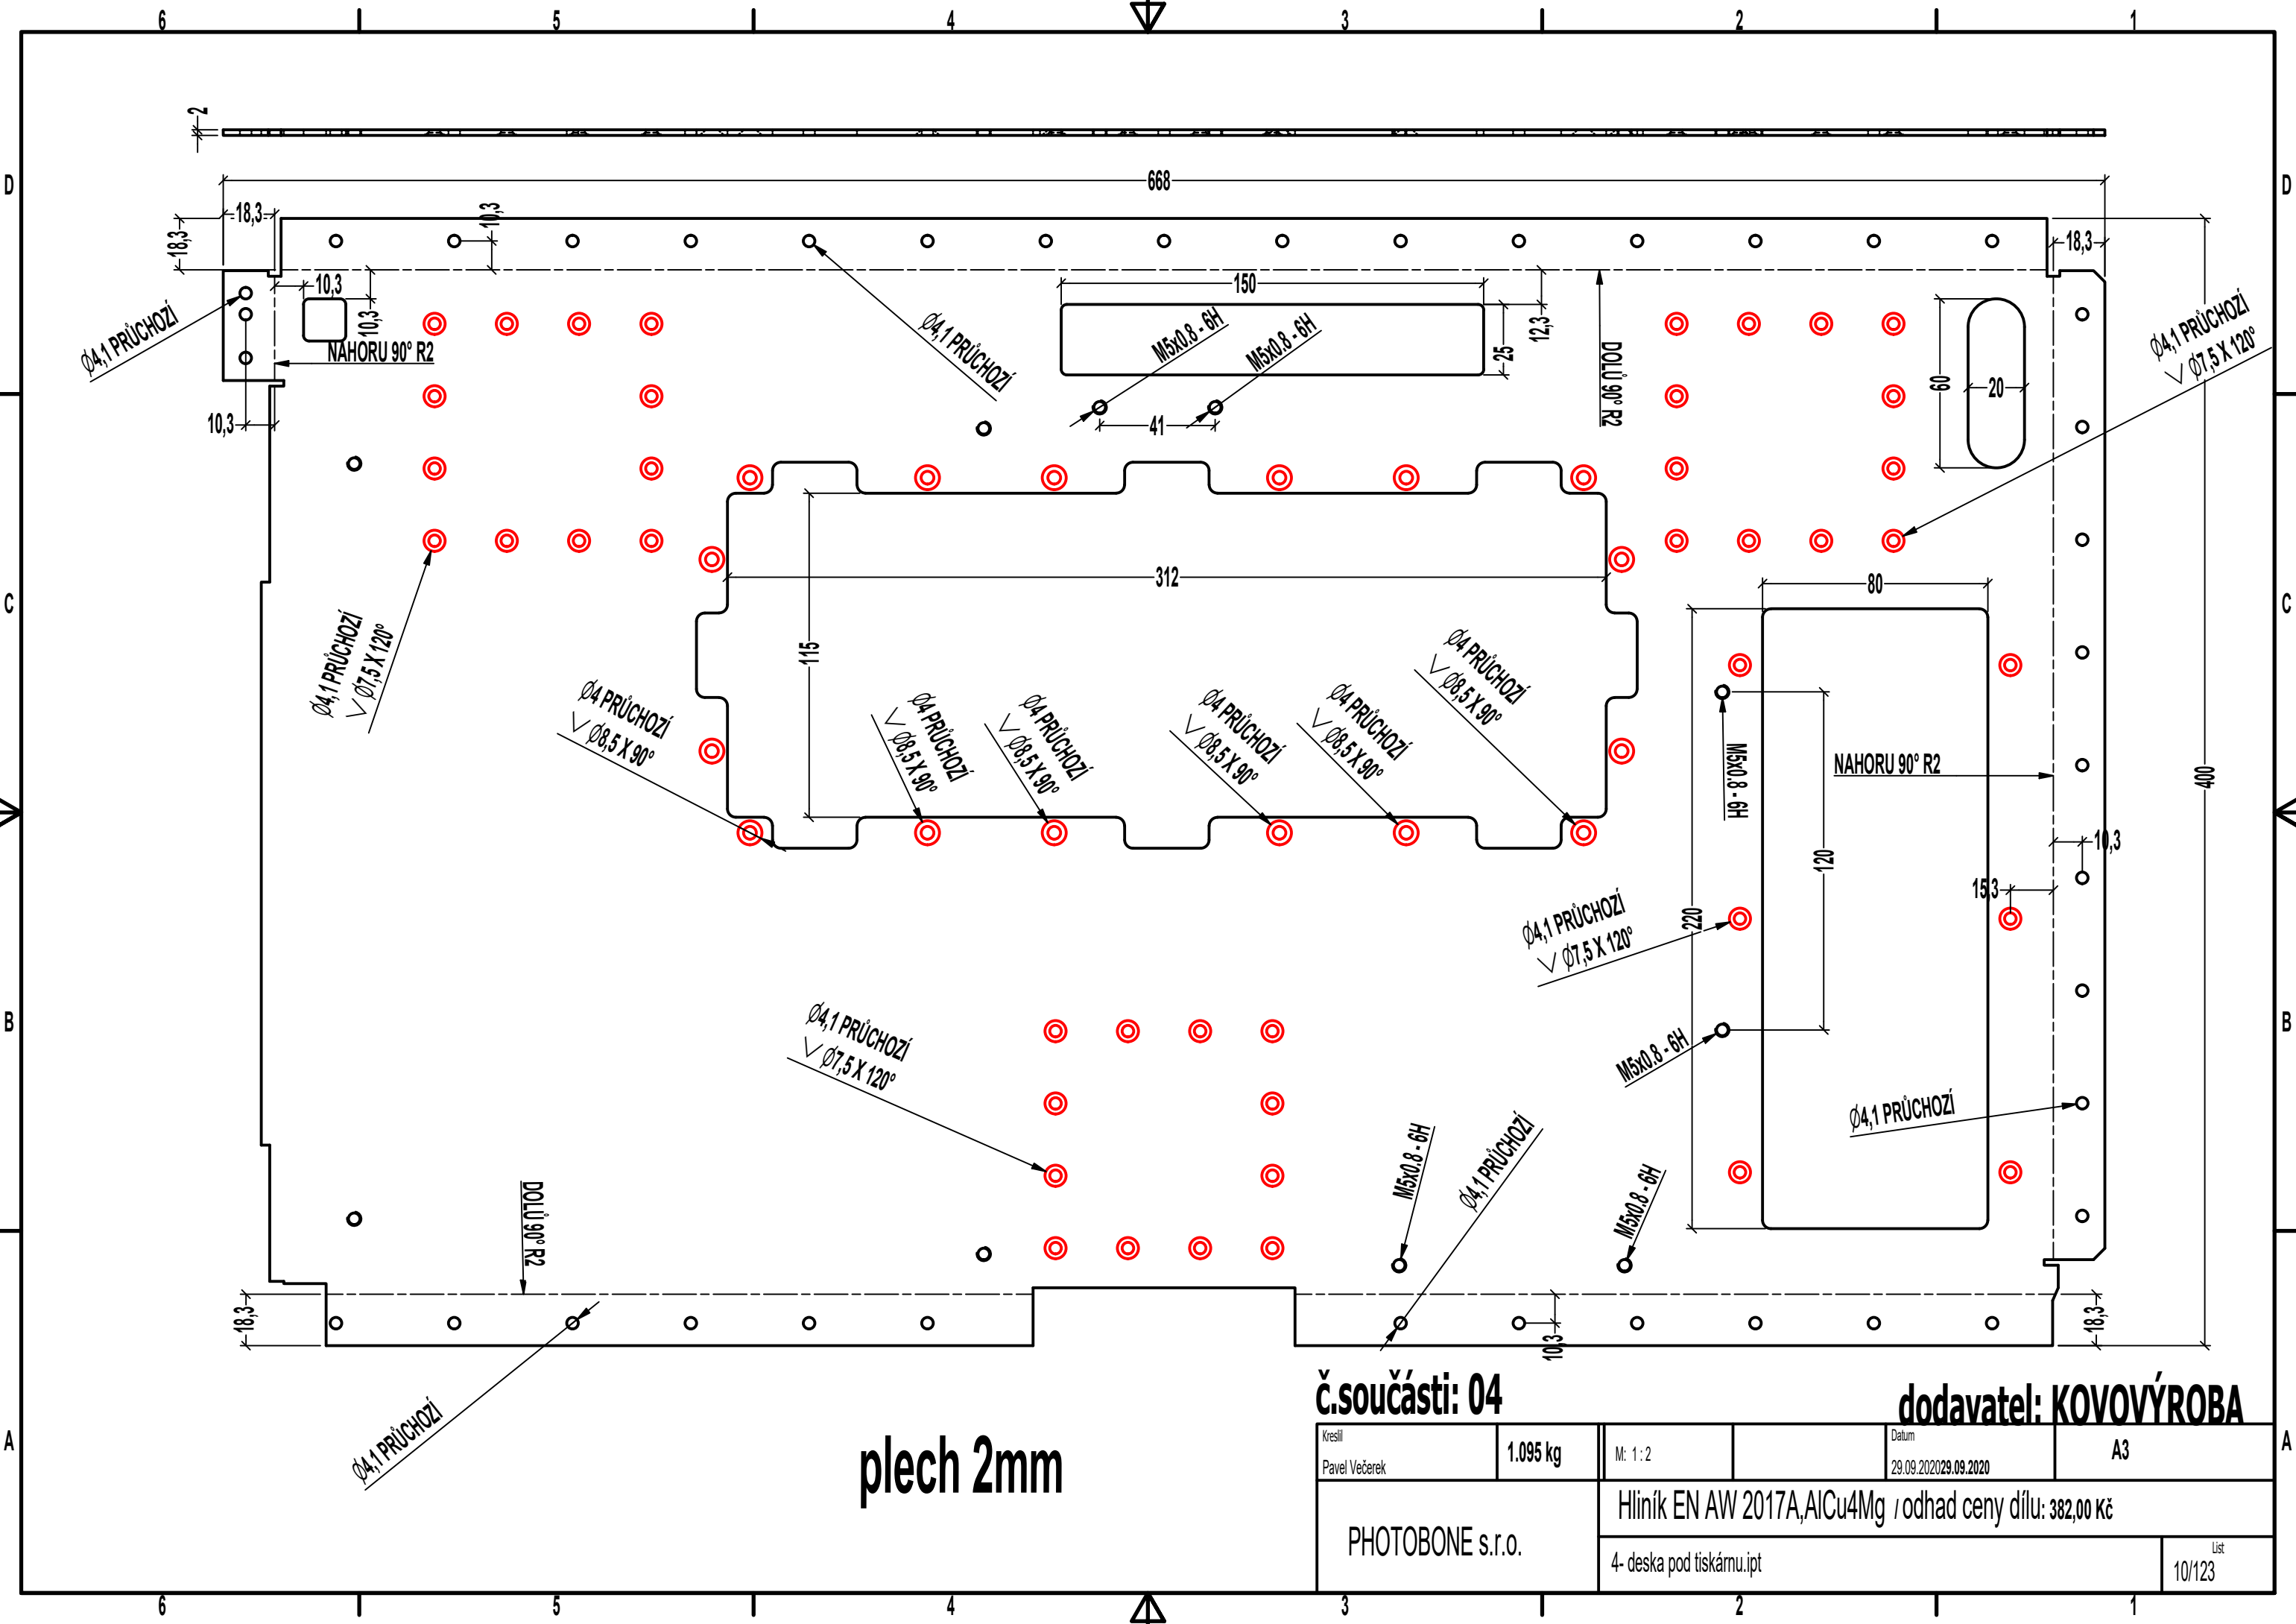 6 5 4 3 2 1
D D
C C
B B
A A
2
668
18,3
10,3
18,3
18,3
10,3
10,3
NAHORU 90° R2
Ø4,1 PRŮCHOZÍ
10,3
Ø4,1 PRŮCHOZÍ
150
25
12,3
M5x0.8 - 6H
M5x0.8 - 6H
41
DOLŮ 90° R2
60
20
Ø4,1 PRŮCHOZÍ
Ø7,5 X 120°
312
115
80
400
Ø4,1 PRŮCHOZÍ
Ø7,5 X 120°
Ø4 PRŮCHOZÍ
Ø8,5 X 90°
Ø4 PRŮCHOZÍ
Ø8,5 X 90°
Ø4 PRŮCHOZÍ
Ø8,5 X 90°
Ø4 PRŮCHOZÍ
Ø8,5 X 90°
Ø4 PRŮCHOZÍ
Ø8,5 X 90°
Ø4 PRŮCHOZÍ
Ø8,5 X 90°
M5x0.8 - 6H
NAHORU 90° R2
120
10,3
15,3
220
Ø4,1 PRŮCHOZÍ
Ø7,5 X 120°
Ø4,1 PRŮCHOZÍ
Ø7,5 X 120°
M5x0.8 - 6H
Ø4,1 PRŮCHOZÍ
M5x0.8 - 6H
Ø4,1 PRŮCHOZÍ
M5x0.8 - 6H
DOLŮ 90° R2
18,3
10,3
18,3
Ø4,1 PRŮCHOZÍ
plech 2mm
č.součásti: 04
dodavatel: KOVOVÝROBA
Kreslil
Pavel Večerek
1.095 kg
M: 1 : 2
Datum
29.09.202029.09.2020
A3
PHOTOBONE s.r.o.
Hliník EN AW 2017A,AlCu4Mg / odhad ceny dílu: 382,00 Kč
4- deska pod tiskárnu.ipt
List
10/123
6 5 4 3 2 1